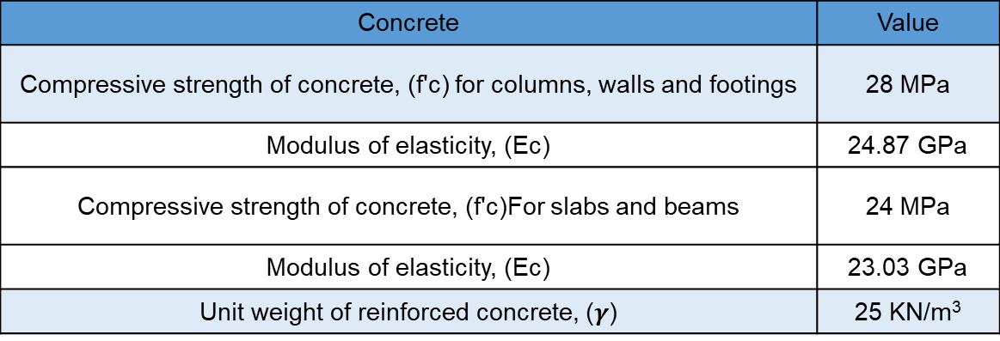 Concrete Value
Compressive strength of concrete, (f'c) for columns, walls and footings 28 MPa
Modulus of elasticity, (Ec) 24.87 GPa
Compressive strength of concrete, (f'c)For slabs and beams 24 MPa
Modulus of elasticity, (Ec) 23.03 GPa
Unit weight of reinforced concrete, (γ) 25 KN/m³